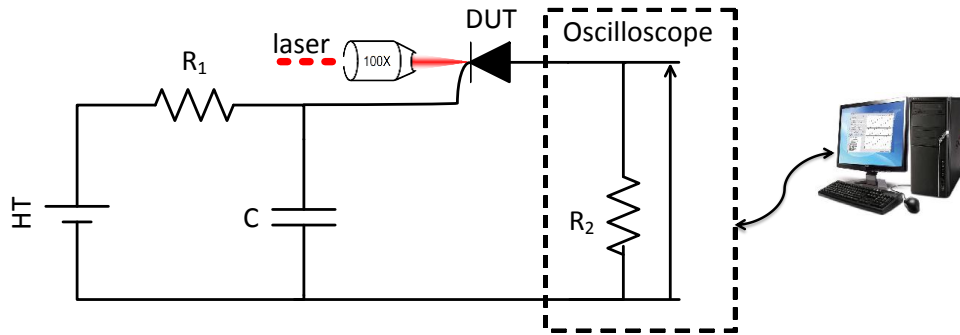 DUT
Oscilloscope
laser
100X
R₁
HT
C
R₂